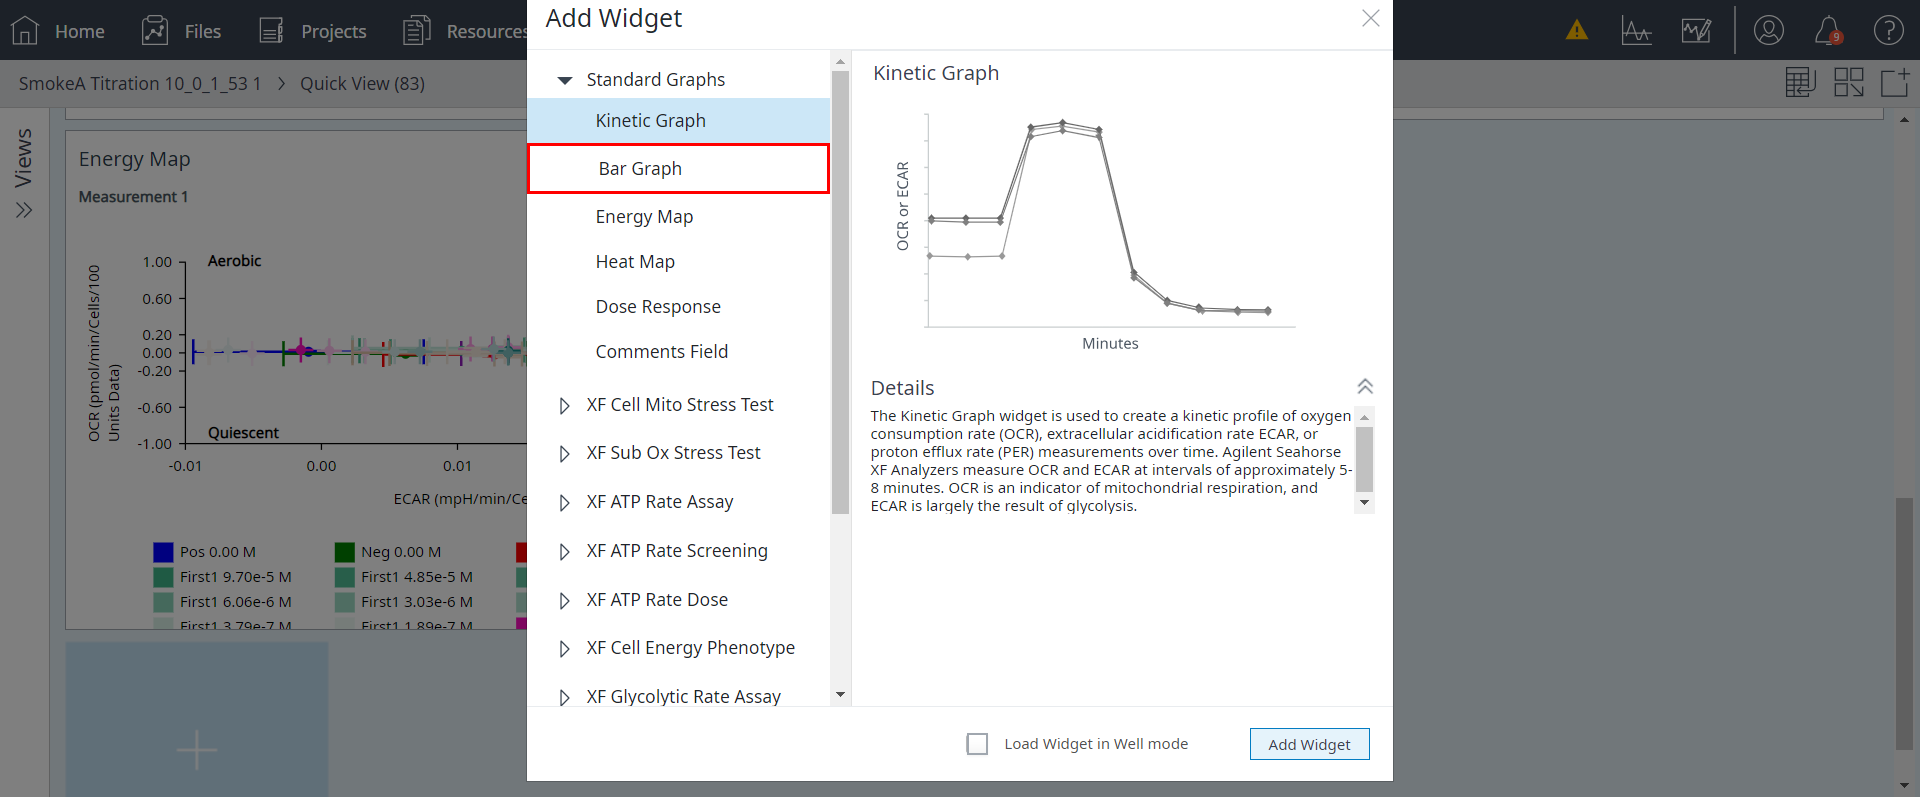 Home
Files
Projects
Resources
9
SmokeA Titration 10_0_1_53 1 > Quick View (83)
Views
Energy Map
Measurement 1
OCR (pmol/min/Cells/100
Units Data)
1.00
0.60
0.20
0.00
-0.20
-0.60
-1.00
Aerobic
Quiescent
-0.01
0.00
0.01
ECAR (mpH/min/Ce
Pos 0.00 M
Neg 0.00 M
First1 9.70e-5 M
First1 4.85e-5 M
First1 6.06e-6 M
First1 3.03e-6 M
First1 3.79e-7 M
First1 1.89e-7 M
Add Widget
Standard Graphs
Kinetic Graph
Bar Graph
Energy Map
Heat Map
Dose Response
Comments Field
XF Cell Mito Stress Test
XF Sub Ox Stress Test
XF ATP Rate Assay
XF ATP Rate Screening
XF ATP Rate Dose
XF Cell Energy Phenotype
XF Glycolytic Rate Assay
Kinetic Graph
OCR or ECAR
Minutes
Details
The Kinetic Graph widget is used to create a kinetic profile of oxygen
consumption rate (OCR), extracellular acidification rate ECAR, or
proton efflux rate (PER) measurements over time. Agilent Seahorse
XF Analyzers measure OCR and ECAR at intervals of approximately 5-
8 minutes. OCR is an indicator of mitochondrial respiration, and
ECAR is largely the result of glycolysis.
Load Widget in Well mode
Add Widget